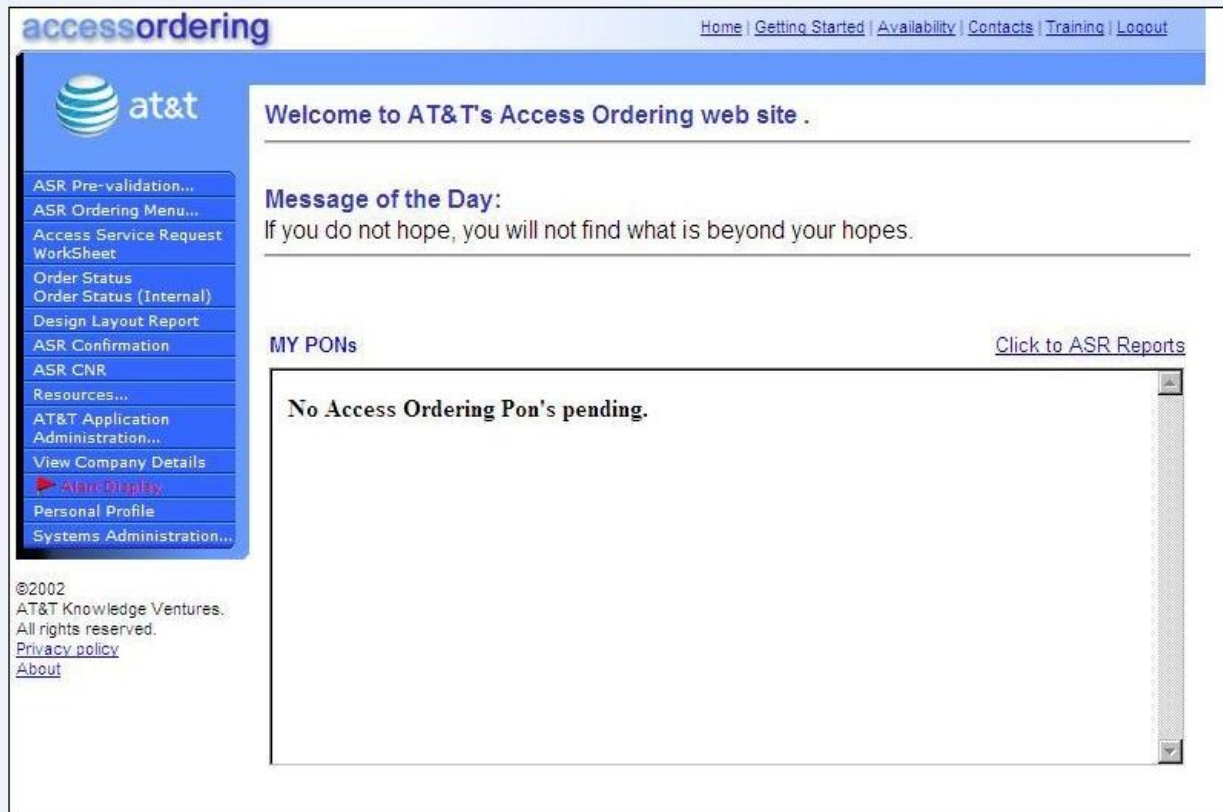 accessordering
Home | Getting Started | Availability | Contacts | Training | Logout
at&t
Welcome to AT&T's Access Ordering web site .
Message of the Day:
If you do not hope, you will not find what is beyond your hopes.
ASR Pre-validation...
ASR Ordering Menu...
Access Service Request
WorkSheet
Order Status
Order Status (Internal)
Design Layout Report
ASR Confirmation
ASR CNR
Resources...
AT&T Application
Administration...
View Company Details
Alert Display
Personal Profile
Systems Administration...
MY PONs
Click to ASR Reports
No Access Ordering Pon's pending.
©2002
AT&T Knowledge Ventures.
All rights reserved.
Privacy policy
About